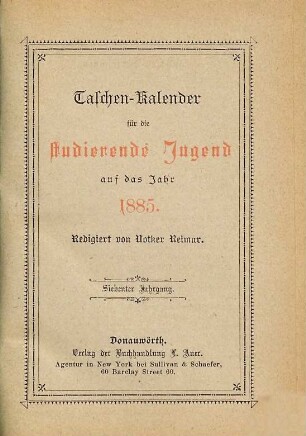 Taschen-Kalender
für die
studierende Jugend
auf das Jahr
1885.
Redigiert von Notker Reimar.
Siebenter Jahrgang.
Donauwörth.
Verlag der Buchhandlung L. Auer.
Agentur in New York bei Sullivan & Schaefer,
60 Barclay Street 60.